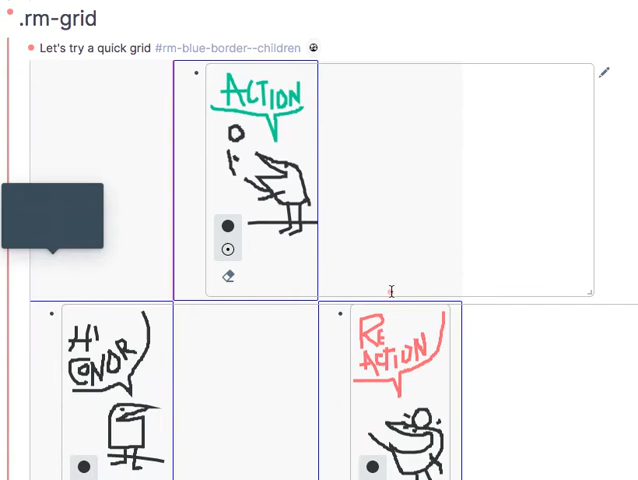 .rm-grid
Let's try a quick grid #rm-blue-border--children
ACTION
HI
CONOR
RE
ACTION